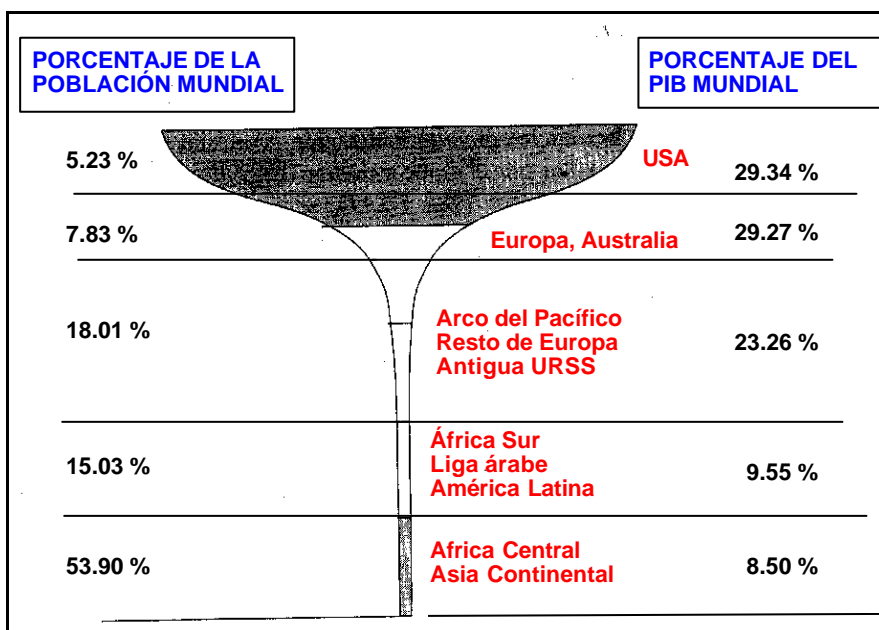 PORCENTAJE DE LA
POBLACIÓN MUNDIAL
PORCENTAJE DEL
PIB MUNDIAL
5.23 %
USA
29.34 %
7.83 %
Europa, Australia
29.27 %
18.01 %
Arco del Pacífico
Resto de Europa
Antigua URSS
23.26 %
15.03 %
África Sur
Liga árabe
América Latina
9.55 %
53.90 %
Africa Central
Asia Continental
8.50 %